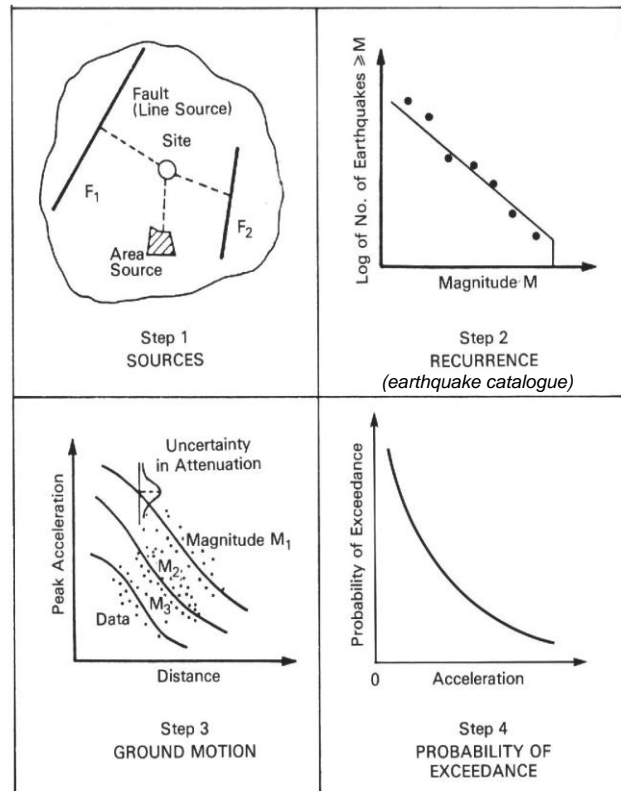 Fault
(Line Source)
Site
F1
F2
Area
Source
Step 1
SOURCES
Log of No. of Earthquakes ⩾ M
Magnitude M
Step 2
RECURRENCE
(earthquake catalogue)
Uncertainty
in Attenuation
Peak Acceleration
Magnitude M1
M2
M3
Data
Distance
Step 3
GROUND MOTION
Probability of Exceedance
0
Acceleration
Step 4
PROBABILITY OF
EXCEEDANCE